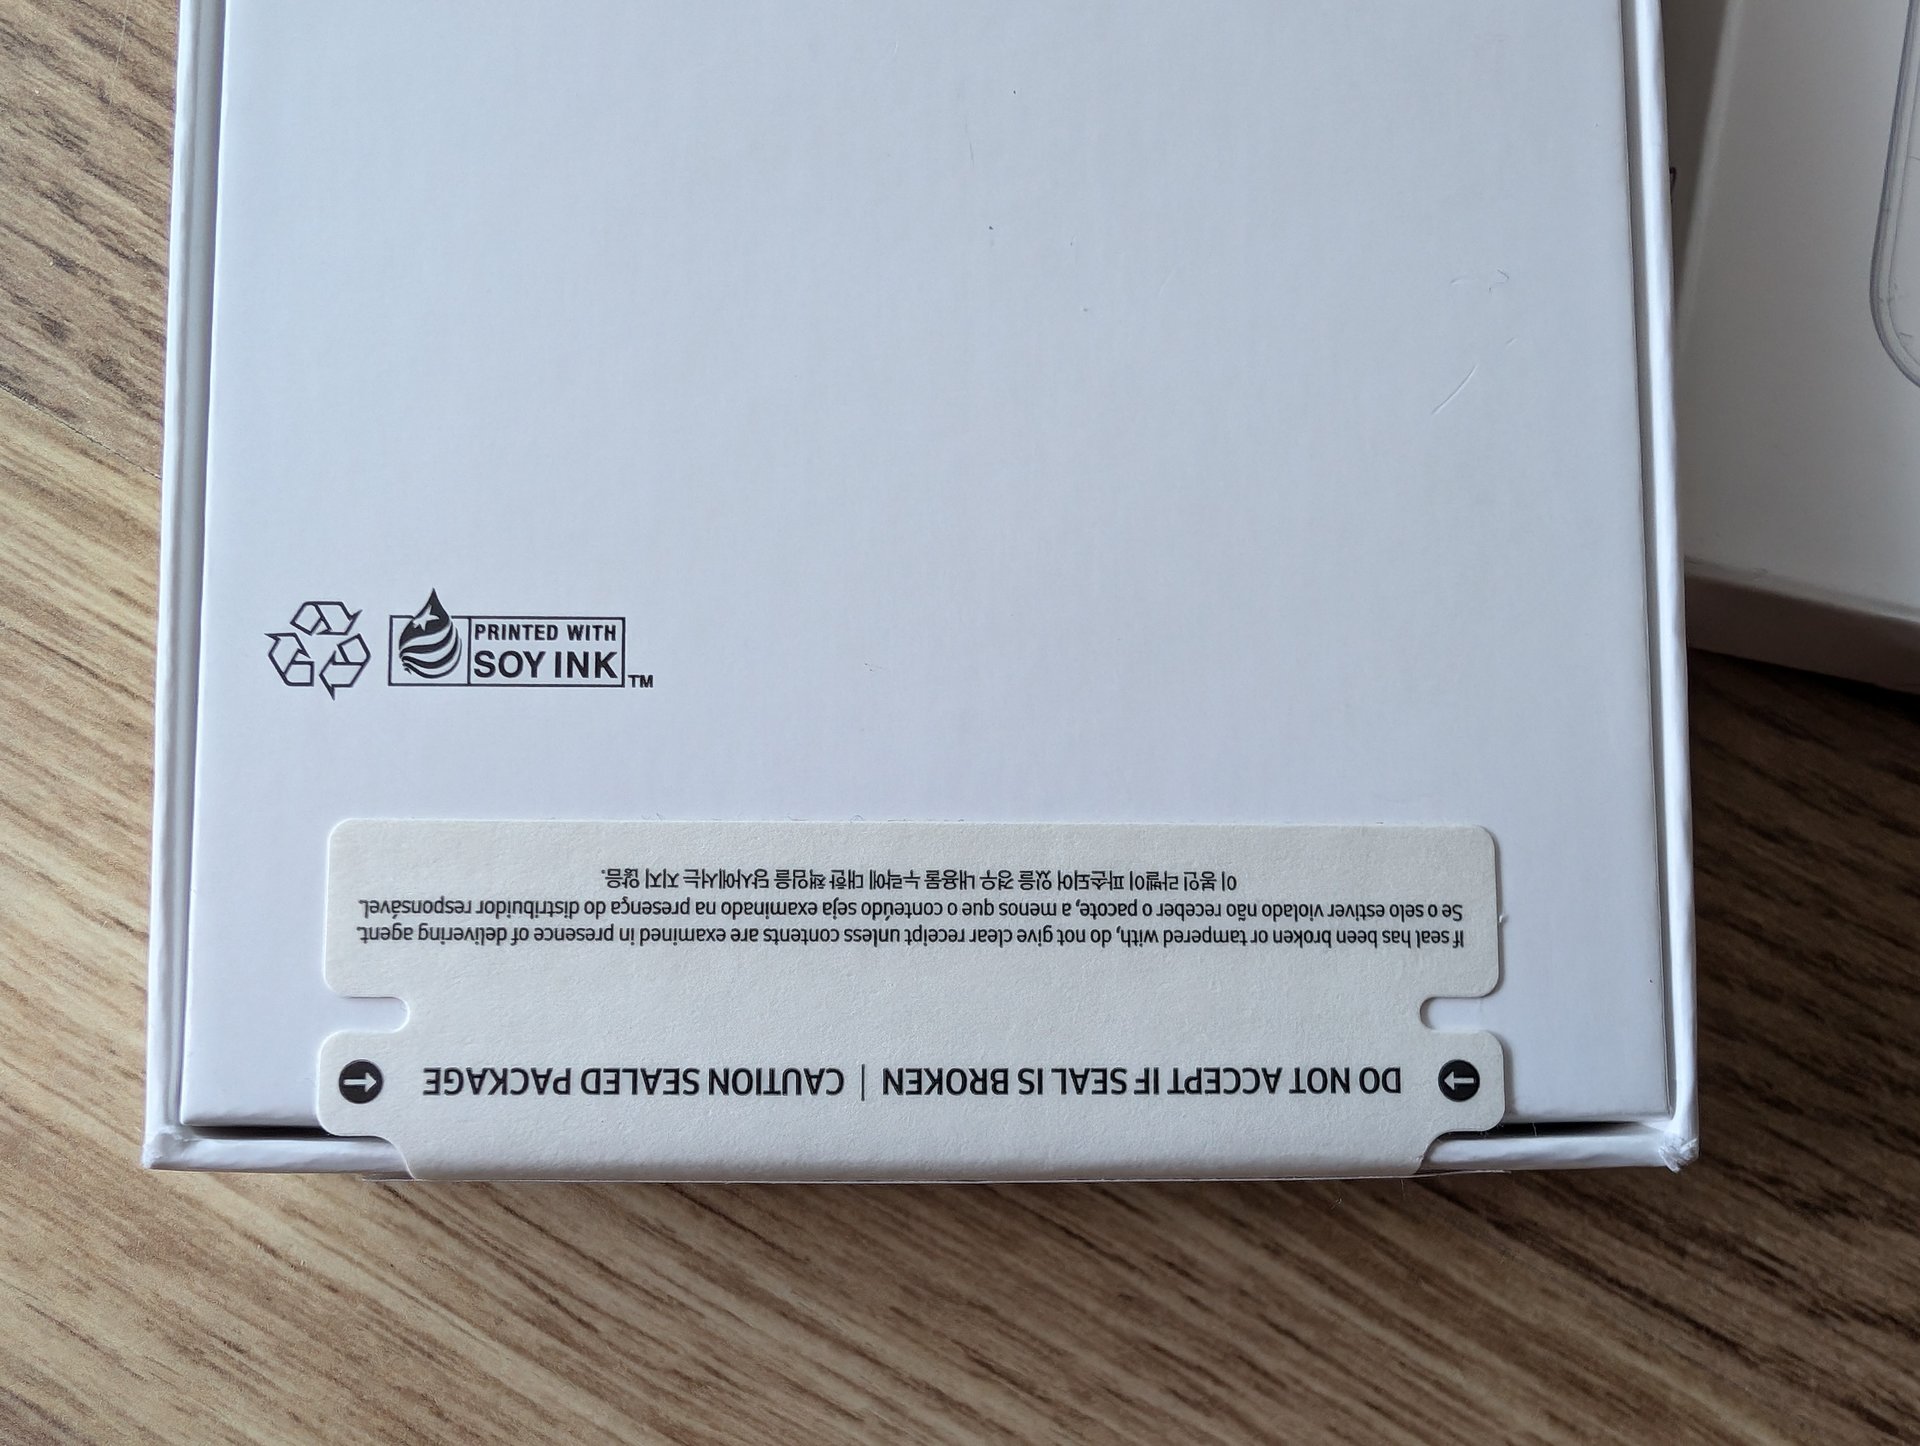 PRINTED WITH
SOY INK
TM
DO NOT ACCEPT IF SEAL IS BROKEN | CAUTION SEALED PACKAGE
If seal has been broken or tampered with, do not give clear receipt unless contents are examined in presence of delivering agent.
Se o selo estiver violado não receber o pacote, a menos que o conteúdo seja examinado na presença do distribuidor responsável.
이 봉인 라벨이 파손되어 있을 경우 내용물 누락에 대한 책임을 당사에서는 지지 않음.